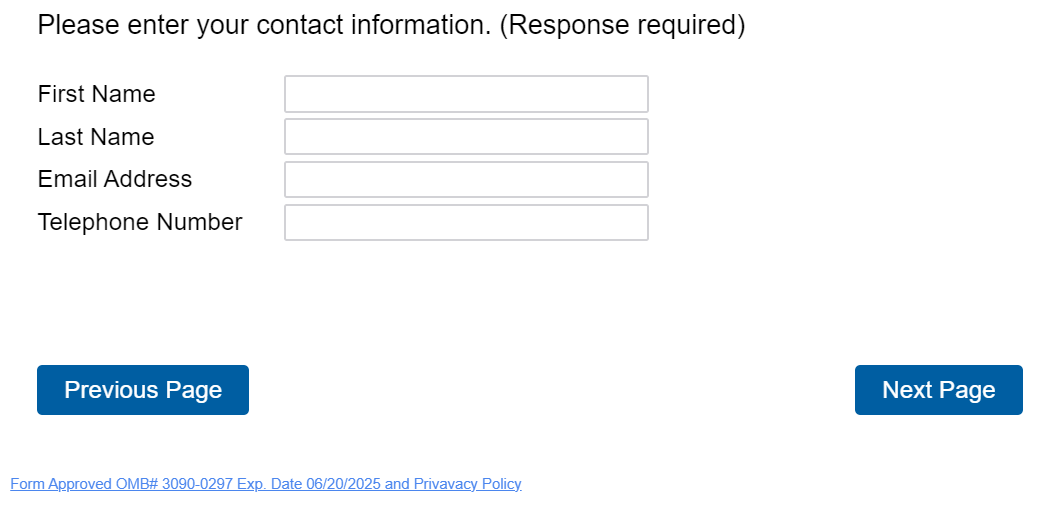 Please enter your contact information. (Response required)
First Name
Last Name
Email Address
Telephone Number
Previous Page
Next Page
Form Approved OMB# 3090-0297 Exp. Date 06/20/2025 and Privavacy Policy